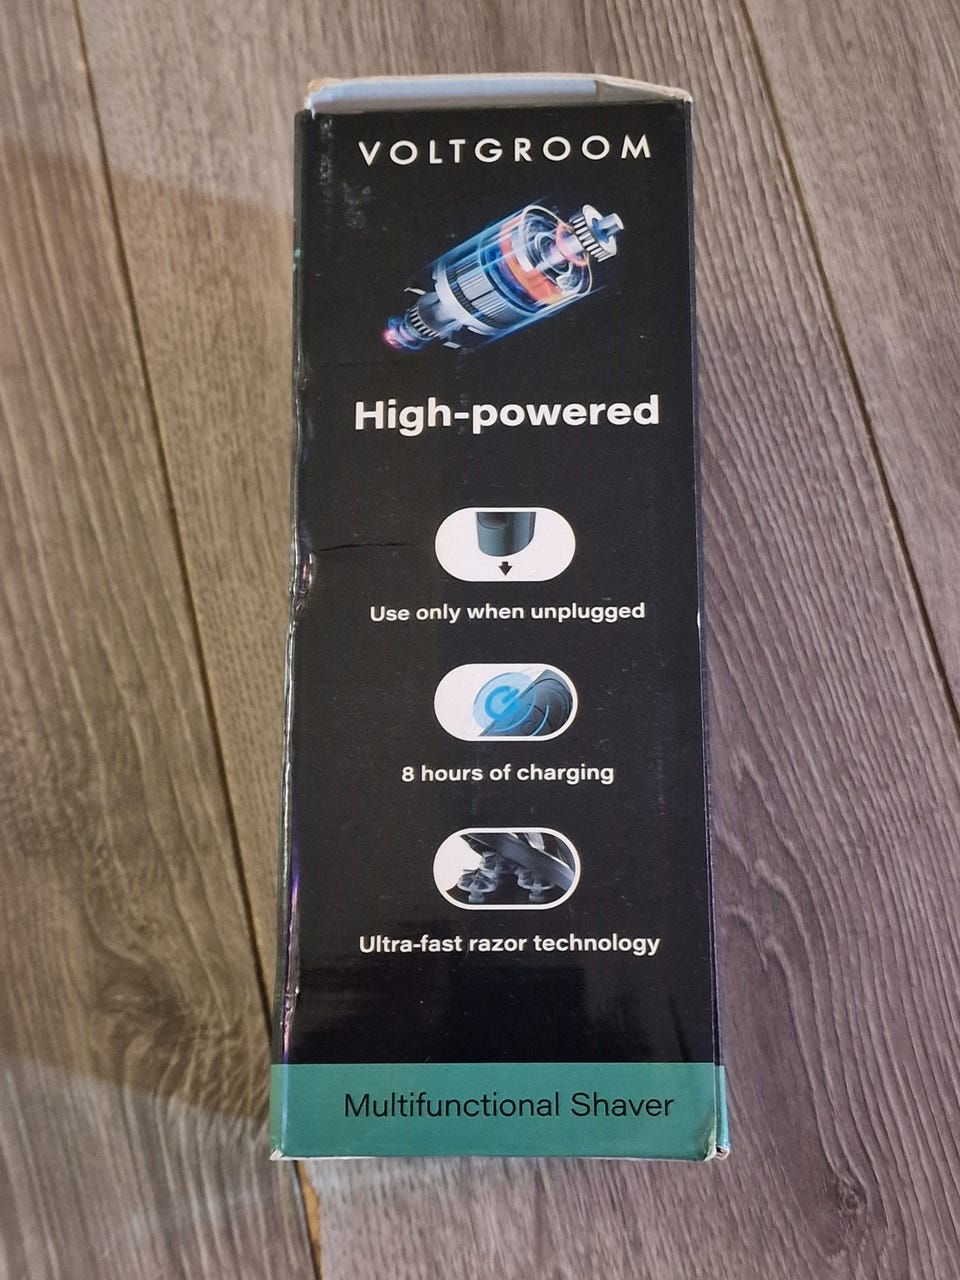 VOLTGROOM
High-powered
Use only when unplugged
8 hours of charging
Ultra-fast razor technology
Multifunctional Shaver